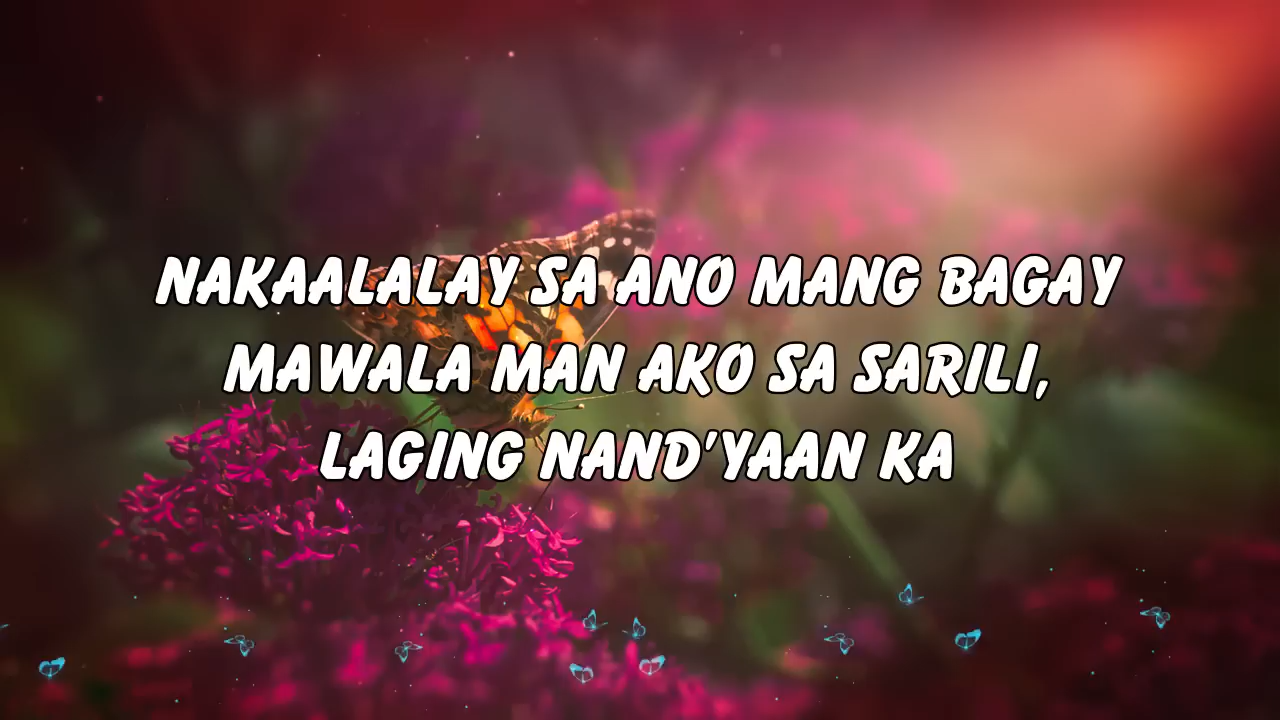 NAKAALALAY SA ANO MANG BAGAY
MAWALA MAN AKO SA SARILI,
LAGING NAND'YAAN KA